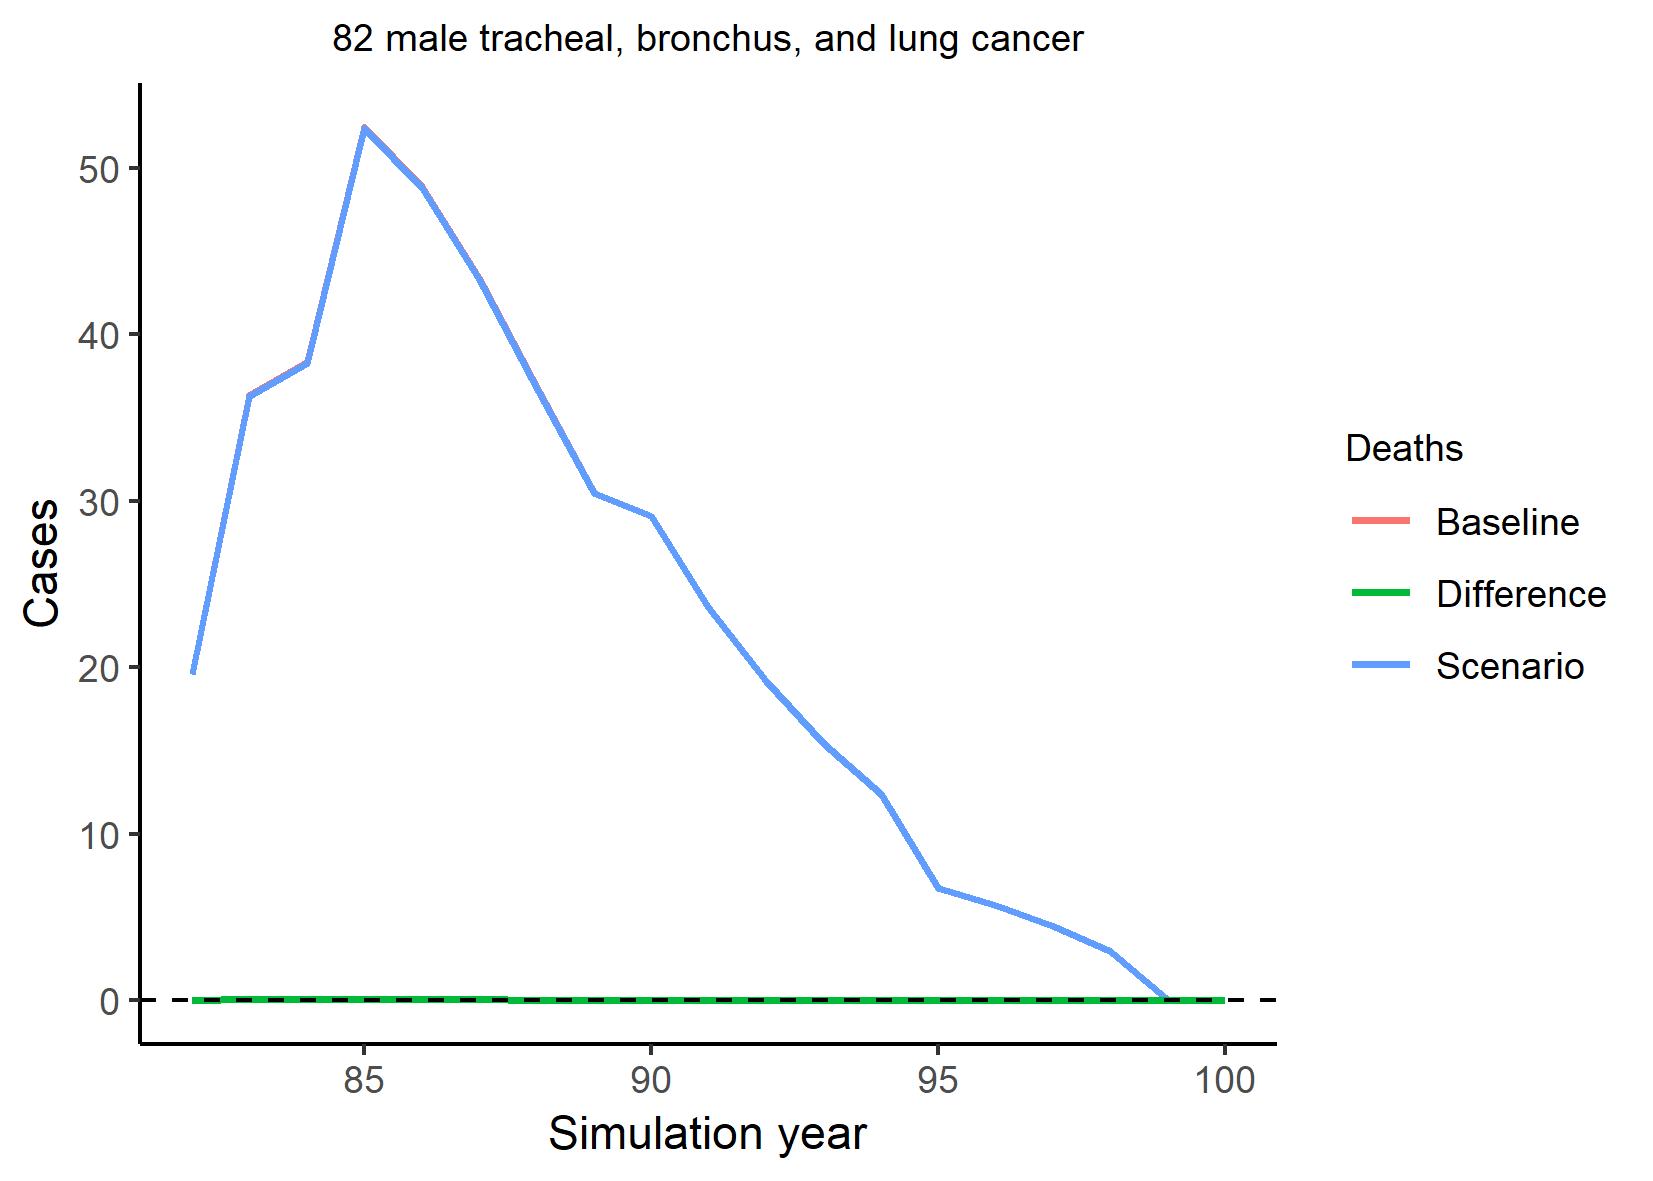 82 male tracheal, bronchus, and lung cancer
50
40
30
20
10
0
Cases
85 90 95 100
Simulation year
Deaths
Baseline
Difference
Scenario